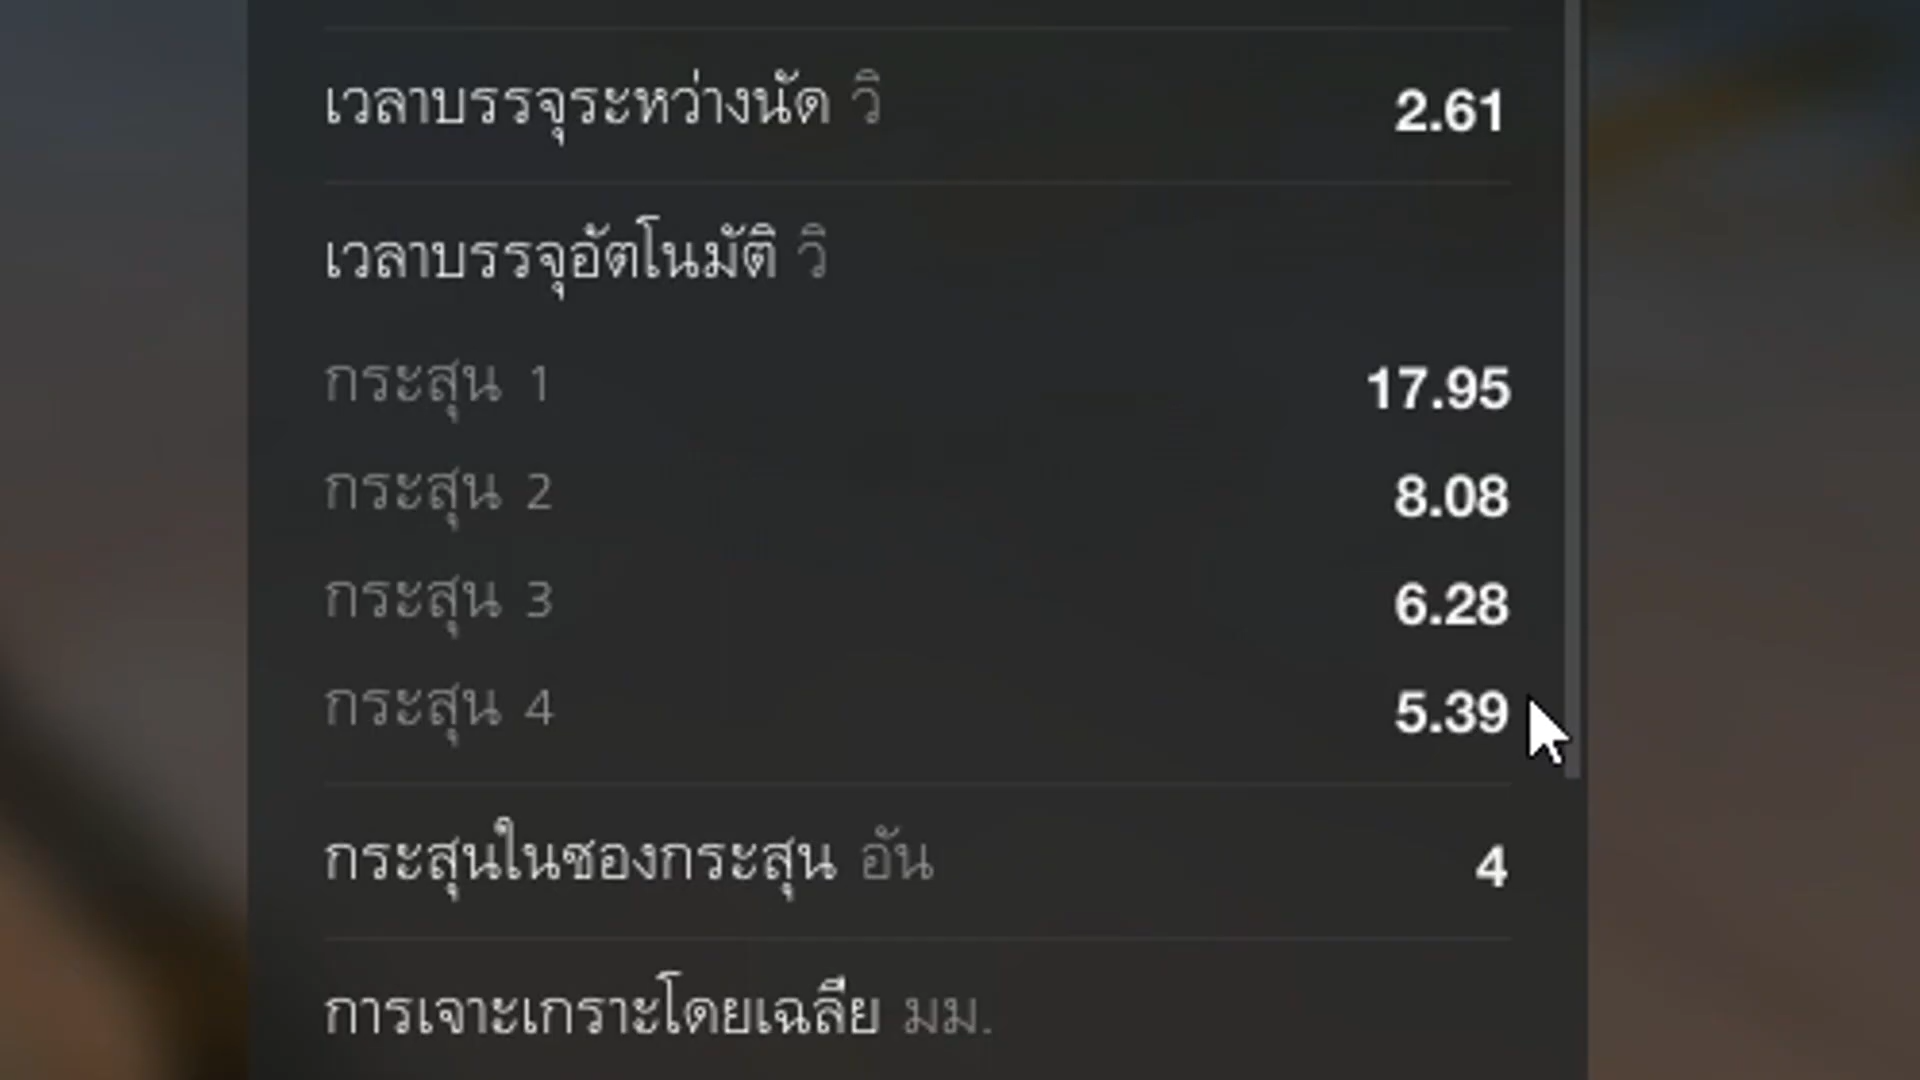 เวลาบรรจุระหว่างนัด วิ 2.61
เวลาบรรจุอัตโนมัติ วิ
กระสุน 1 17.95
กระสุน 2 8.08
กระสุน 3 6.28
กระสุน 4 5.39
กระสุนในซองกระสุน อัน 4
การเจาะเกราะโดยเฉลี่ย มม.